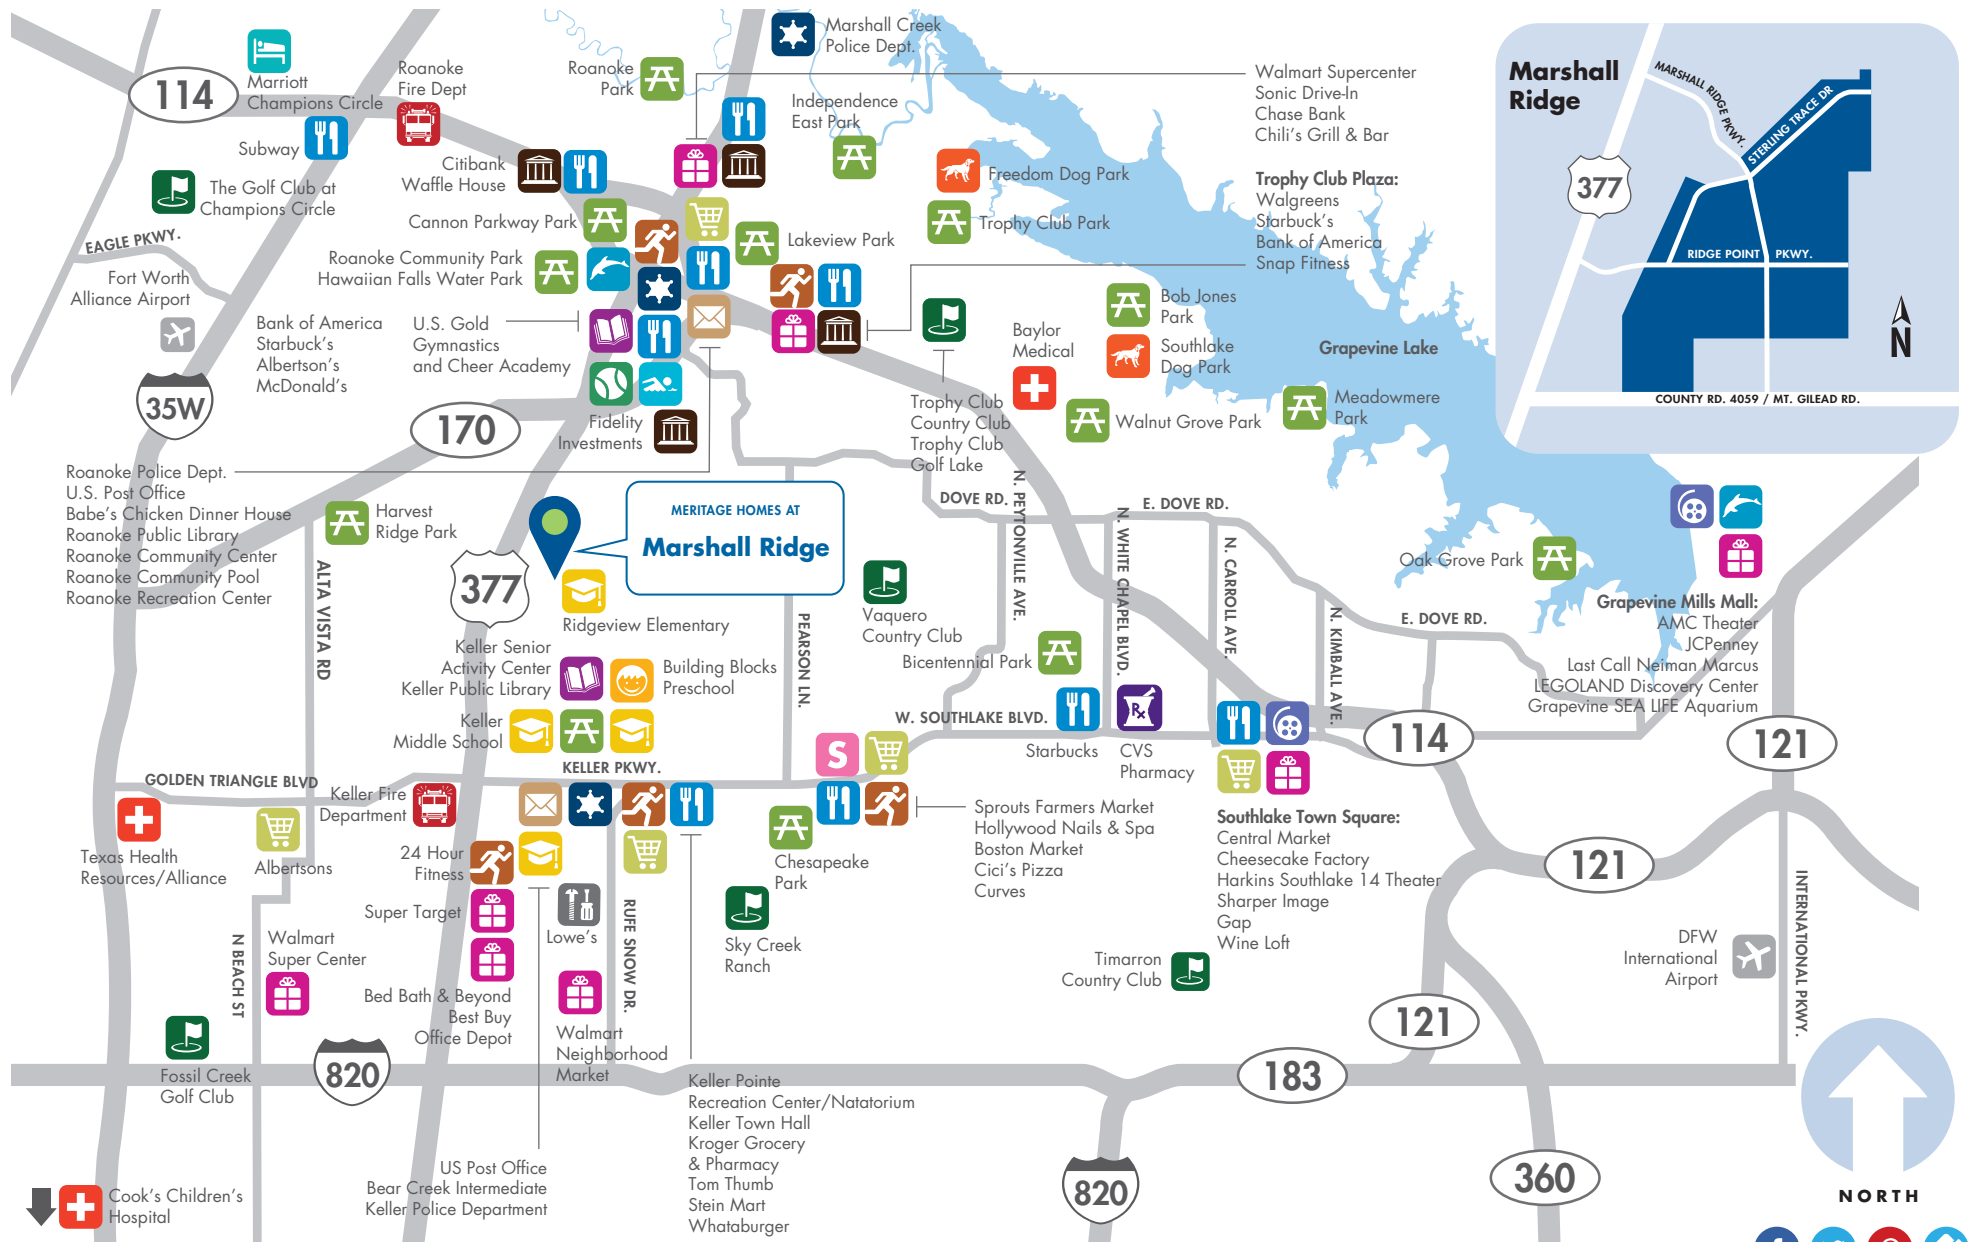 114
Marriott
Champions Circle
Roanoke
Fire Dept
Subway
The Golf Club at
Champions Circle
EAGLE PKWY.
Fort Worth
Alliance Airport
35W
Roanoke
Park
Marshall Creek
Police Dept.
Independence
East Park
Citibank
Waffle House
Cannon Parkway Park
Roanoke Community Park
Hawaiian Falls Water Park
Lakeview Park
Freedom Dog Park
Trophy Club Park
Walmart Supercenter
Sonic Drive-In
Chase Bank
Chili's Grill & Bar
Trophy Club Plaza:
Walgreens
Starbuck's
Bank of America
Snap Fitness
Bank of America
Starbuck's
Albertson's
McDonald's
U.S. Gold
Gymnastics
and Cheer Academy
170
Fidelity
Investments
Trophy Club
Country Club
Trophy Club
Golf Lake
Baylor
Medical
Bob Jones
Park
Southlake
Dog Park
Walnut Grove Park
Grapevine Lake
Meadowmere
Park
Marshall
Ridge
MARSHALL RIDGE PKWY.
STERLING TRACE DR
377
RIDGE POINT PKWY.
N
COUNTY RD. 4059 / MT. GILEAD RD.
Roanoke Police Dept.
U.S. Post Office
Babe's Chicken Dinner House
Roanoke Public Library
Roanoke Community Center
Roanoke Community Pool
Roanoke Recreation Center
Harvest
Ridge Park
ALTA VISTA RD
377
MERITAGE HOMES AT
Marshall Ridge
Ridgeview Elementary
Keller Senior
Activity Center
Keller Public Library
Building Blocks
Preschool
Keller
Middle School
PEARSON LN.
Vaquero
Country Club
DOVE RD.
N. PEYTONVILLE AVE.
N. WHITE CHAPEL BLVD.
E. DOVE RD.
N. CARROLL AVE.
N. KIMBALL AVE.
E. DOVE RD.
Bicentennial Park
Oak Grove Park
Grapevine Mills Mall:
AMC Theater
JCPenney
Last Call Neiman Marcus
LEGOLAND Discovery Center
Grapevine SEA LIFE Aquarium
W. SOUTHLAKE BLVD.
Starbucks
Rx
CVS
Pharmacy
114
121
GOLDEN TRIANGLE BLVD
KELLER PKWY.
S
Keller Fire
Department
Texas Health
Resources/Alliance
Albertsons
24 Hour
Fitness
Super Target
Lowe's
Bed Bath & Beyond
Best Buy
Office Depot
Walmart
Neighborhood
Market
RUFE SNOW DR.
Chesapeake
Park
Sky Creek
Ranch
Sprouts Farmers Market
Hollywood Nails & Spa
Boston Market
Cici's Pizza
Curves
Southlake Town Square:
Central Market
Cheesecake Factory
Harkins Southlake 14 Theater
Sharper Image
Gap
Wine Loft
121
Timarron
Country Club
DFW
International
Airport
INTERNATIONAL PKWY.
N BEACH ST
Walmart
Super Center
Fossil Creek
Golf Club
820
121
183
Keller Pointe
Recreation Center/Natatorium
Keller Town Hall
Kroger Grocery
& Pharmacy
Tom Thumb
Stein Mart
Whataburger
US Post Office
Bear Creek Intermediate
Keller Police Department
Cook's Children's
Hospital
820
360
NORTH